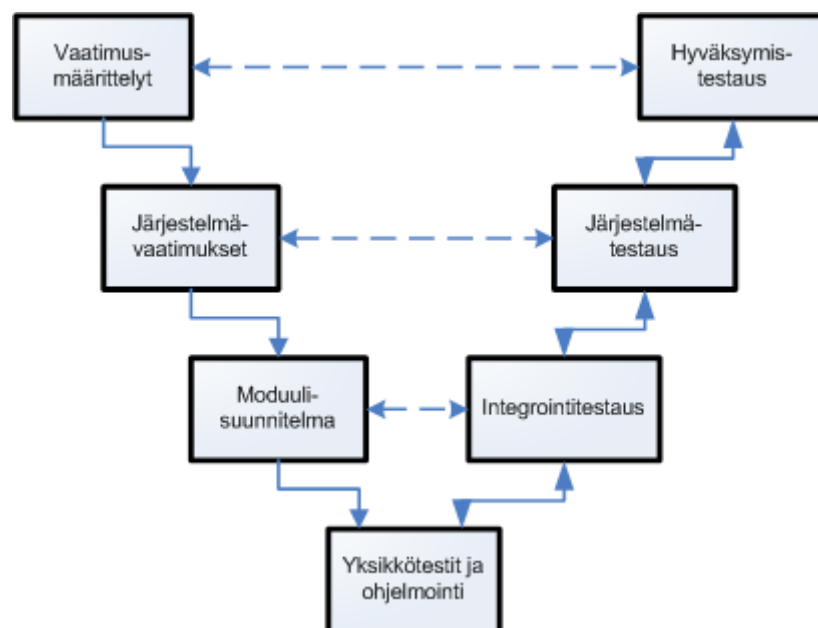 Vaatimus-
määrittelyt
Hyväksymis-
testaus
Järjestelmä-
vaatimukset
Järjestelmä-
testaus
Moduuli-
suunnitelma
Integrointitestaus
Yksikkötestit ja
ohjelmointi